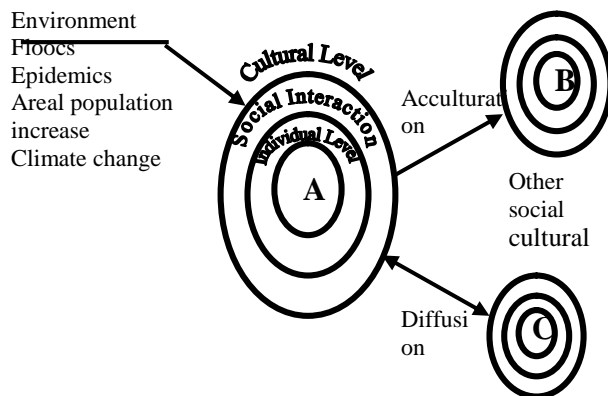 Environment
Floocs
Epidemics
Areal population
increase
Climate change
Cultural Level
Social Interaction
Individual Level
A
Acculturati
on
B
Other
social
cultural
Diffusi
on
C